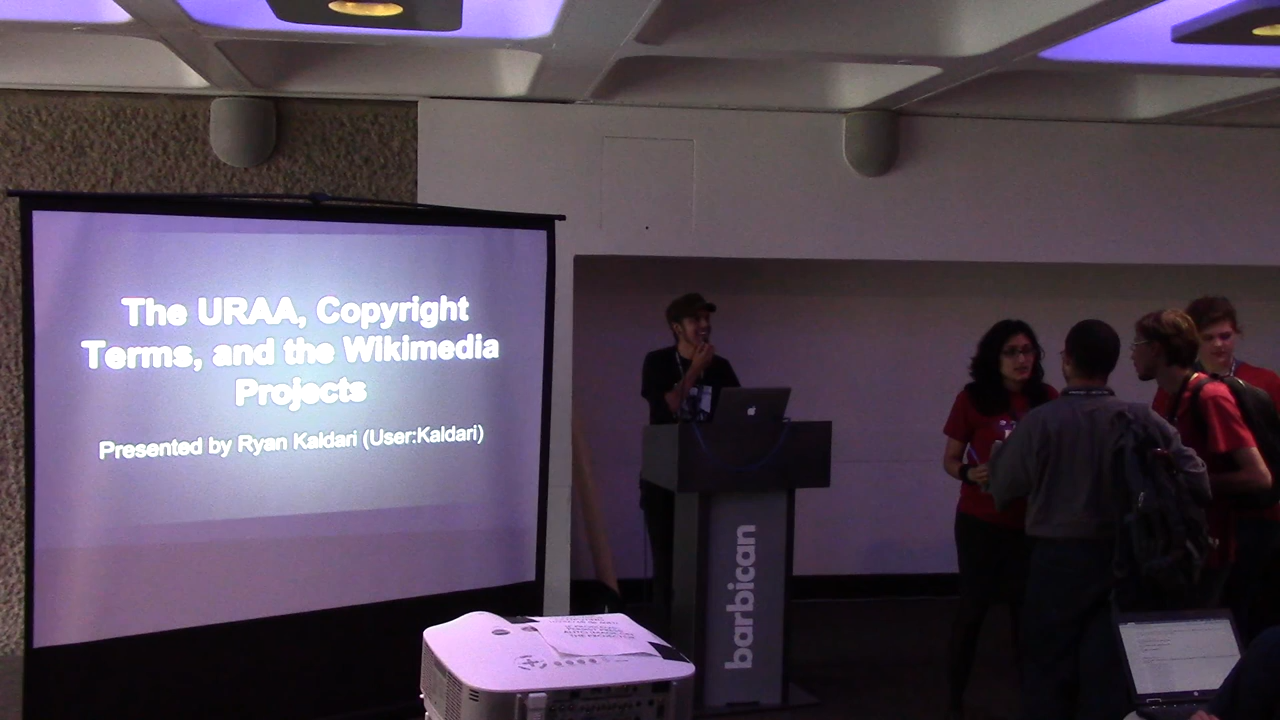 The URAA, Copyright
Terms, and the Wikimedia
Projects
Presented by Ryan Kaldari (User:Kaldari)
barbican